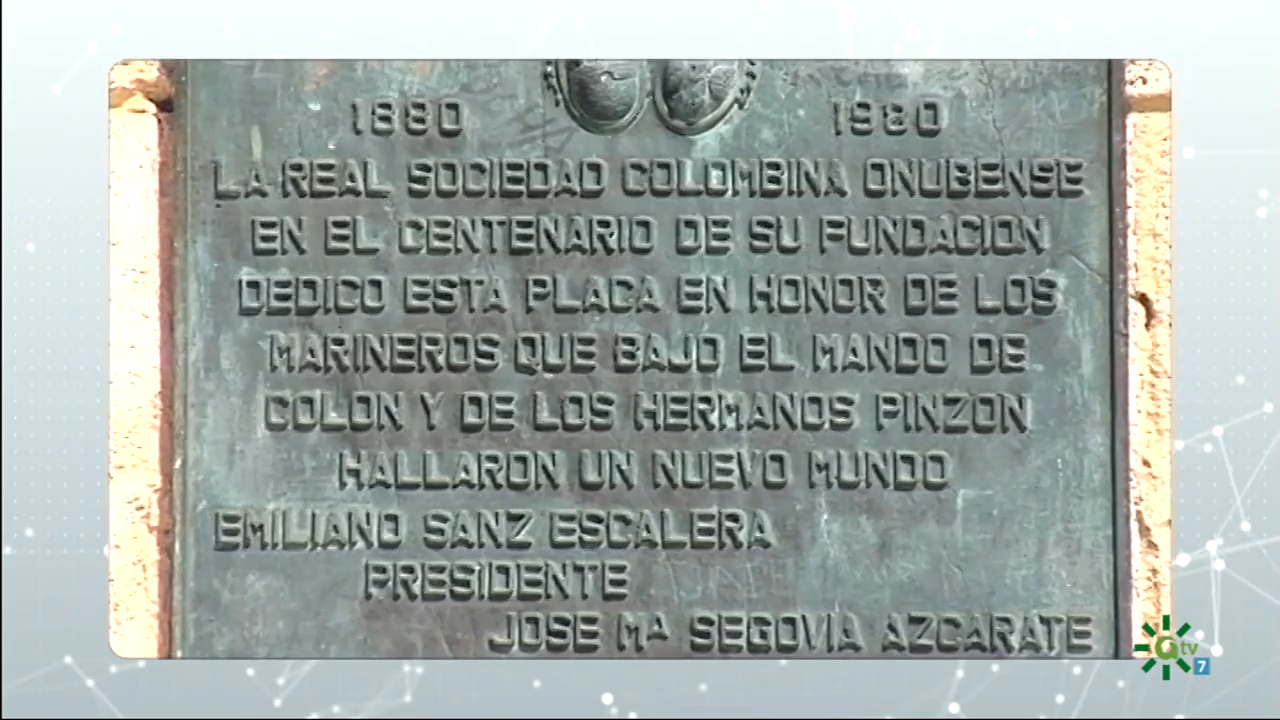 1880 1980
LA REAL SOCIEDAD COLOMBINA ONUBENSE
EN EL CENTENARIO DE SU FUNDACION
DEDICO ESTA PLACA EN HONOR DE LOS
MARINEROS QUE BAJO EL MANDO DE
COLON Y DE LOS HERMANOS PINZON
HALLARON UN NUEVO MUNDO
EMILIANO SANZ ESCALERA
PRESIDENTE
JOSE Mª SEGOVIA AZCARATE
tv
7